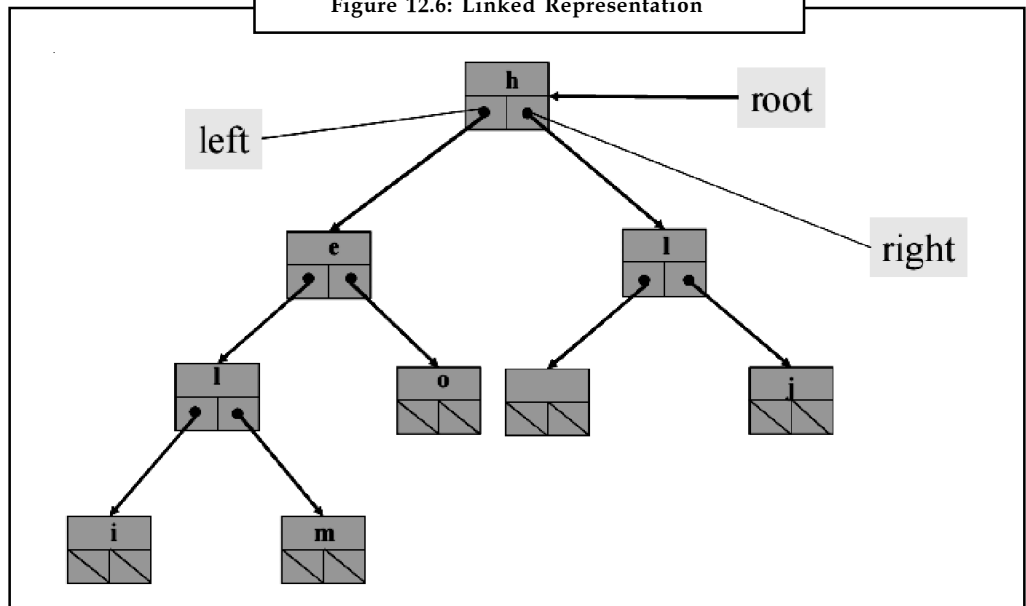 Figure 12.6: Linked Representation
h
root
left
e
l
right
l
o
j
i
m